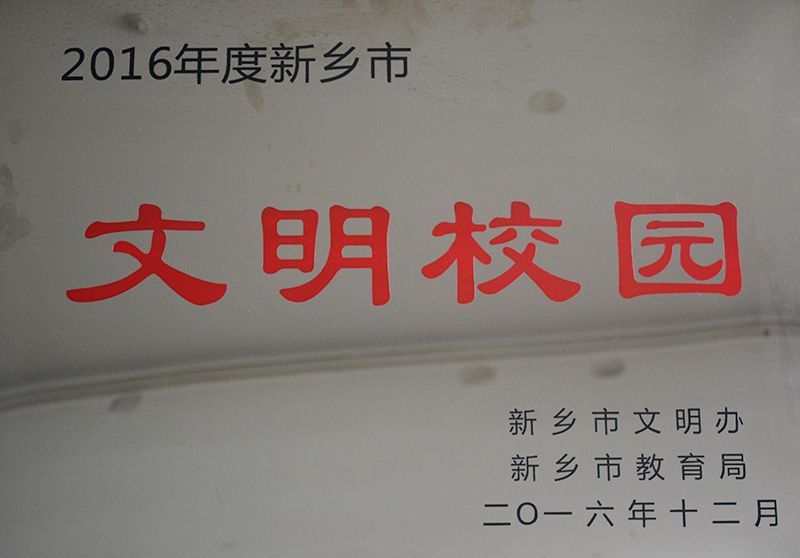 2016年度新乡市
文明校园
新乡市文明办
新乡市教育局
二O一六年十二月